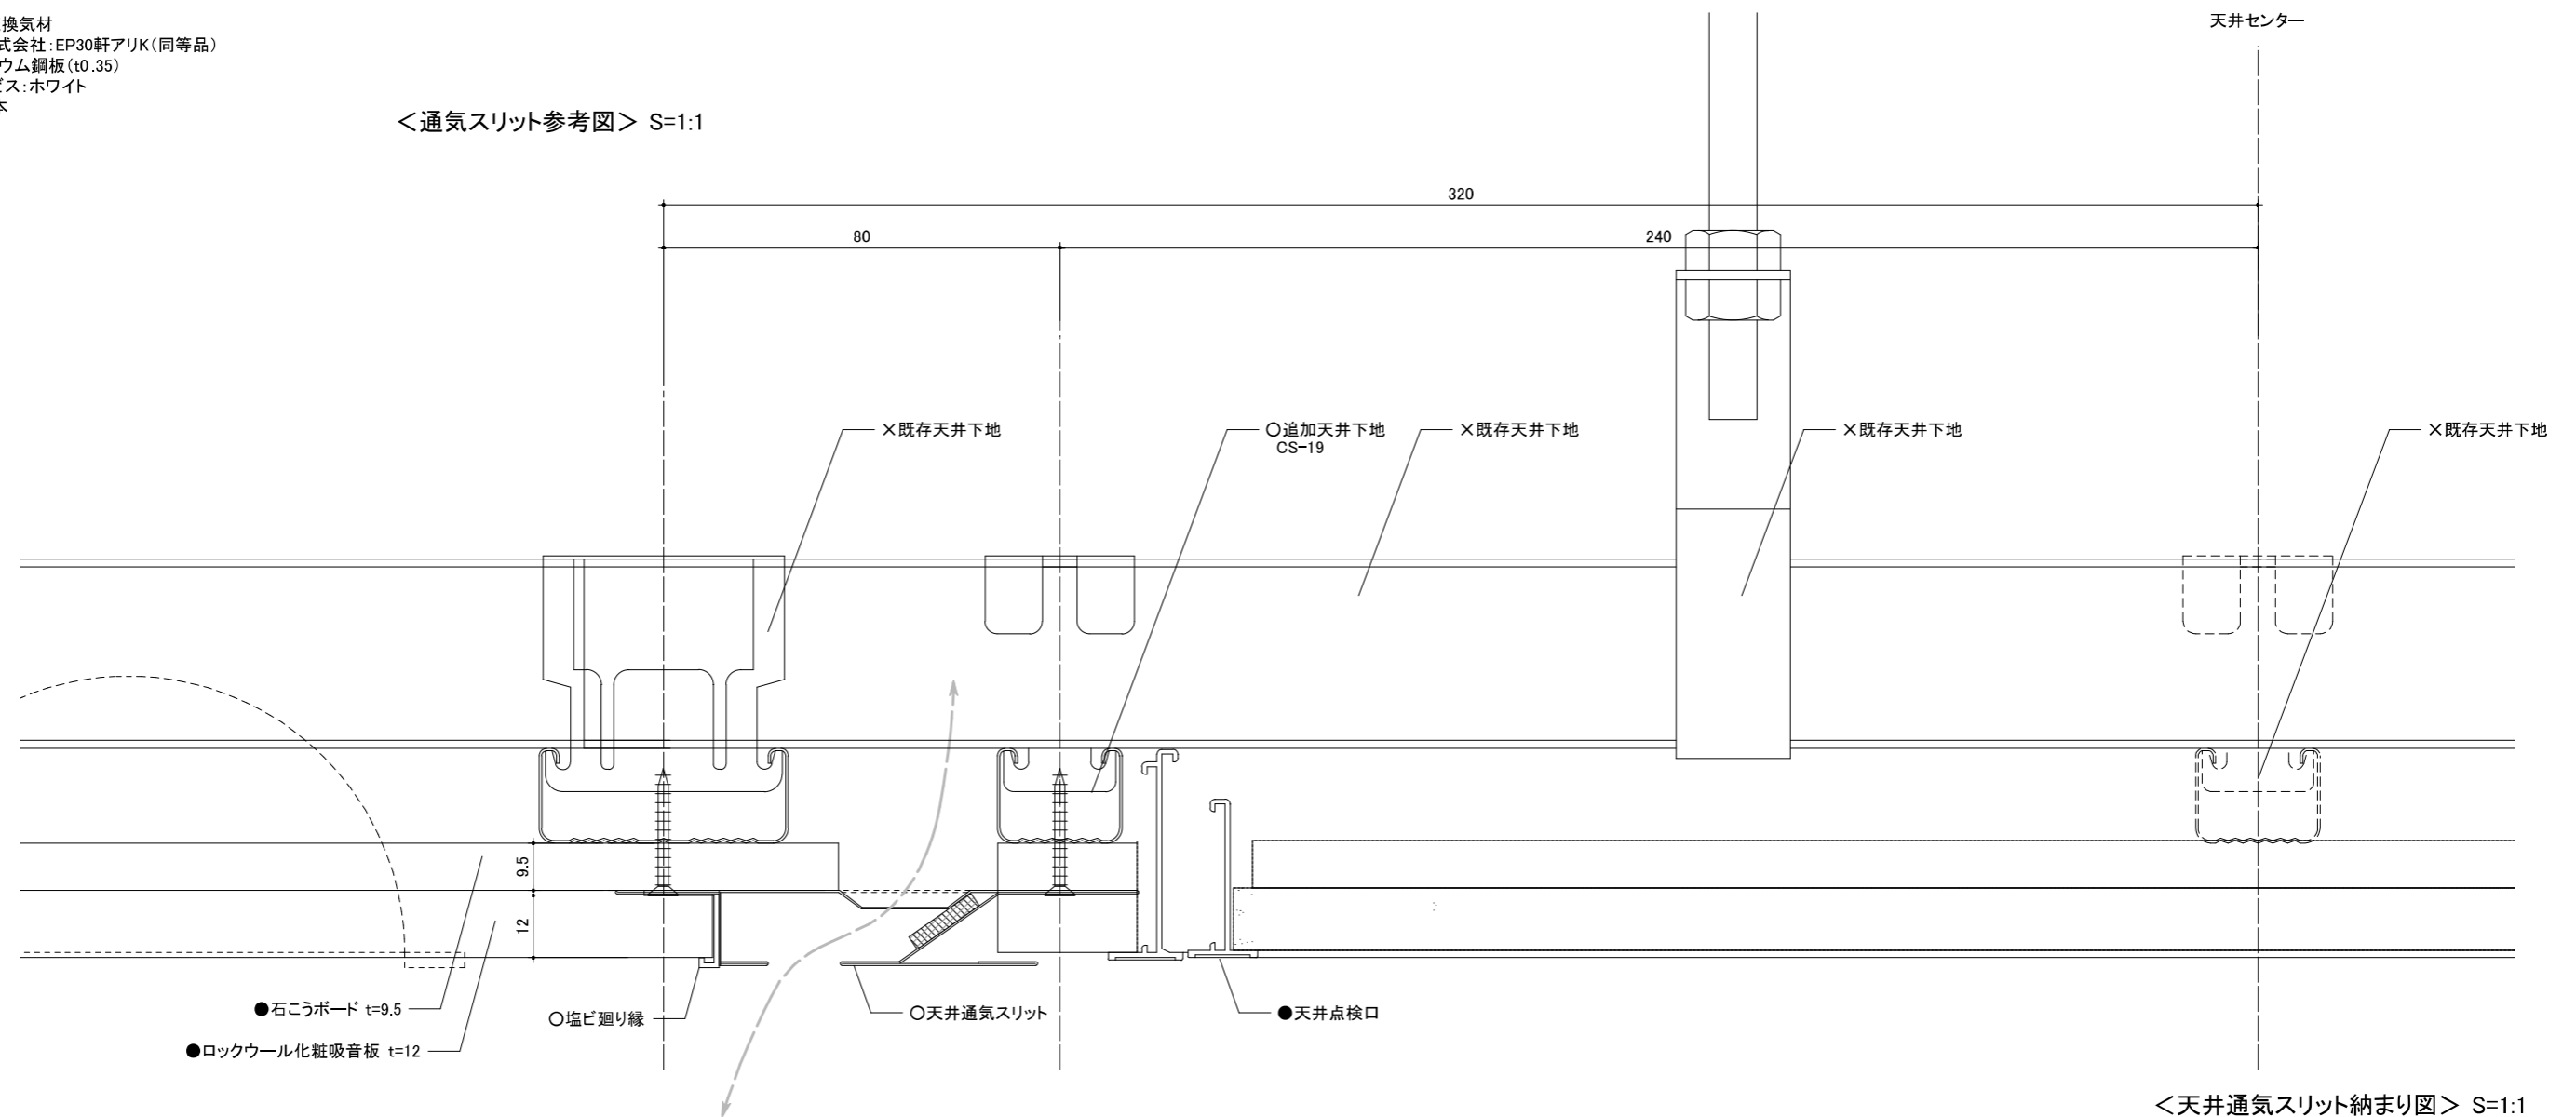 換気材
式会社:EP30軒アリK(同等品)
ウム鋼板(t0.35)
ビス:ホワイト
本
＜通気スリット参考図＞ S=1:1
天井センター
320
80
240
×既存天井下地
○追加天井下地
CS-19
×既存天井下地
×既存天井下地
×既存天井下地
9.5
12
●石こうボード t=9.5
●ロックウール化粧吸音板 t=12
○塩ビ廻り縁
○天井通気スリット
●天井点検口
＜天井通気スリット納まり図＞ S=1:1